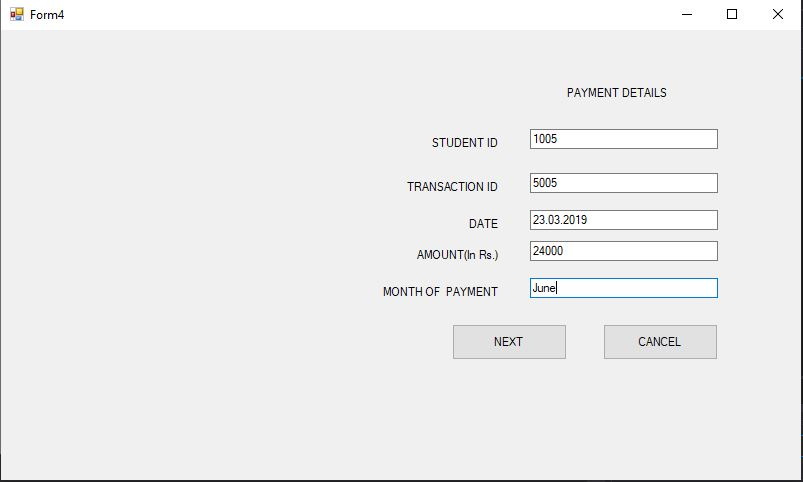 Form4
PAYMENT DETAILS
STUDENT ID 1005
TRANSACTION ID 5005
DATE 23.03.2019
AMOUNT(In Rs.) 24000
MONTH OF  PAYMENT June
NEXT CANCEL